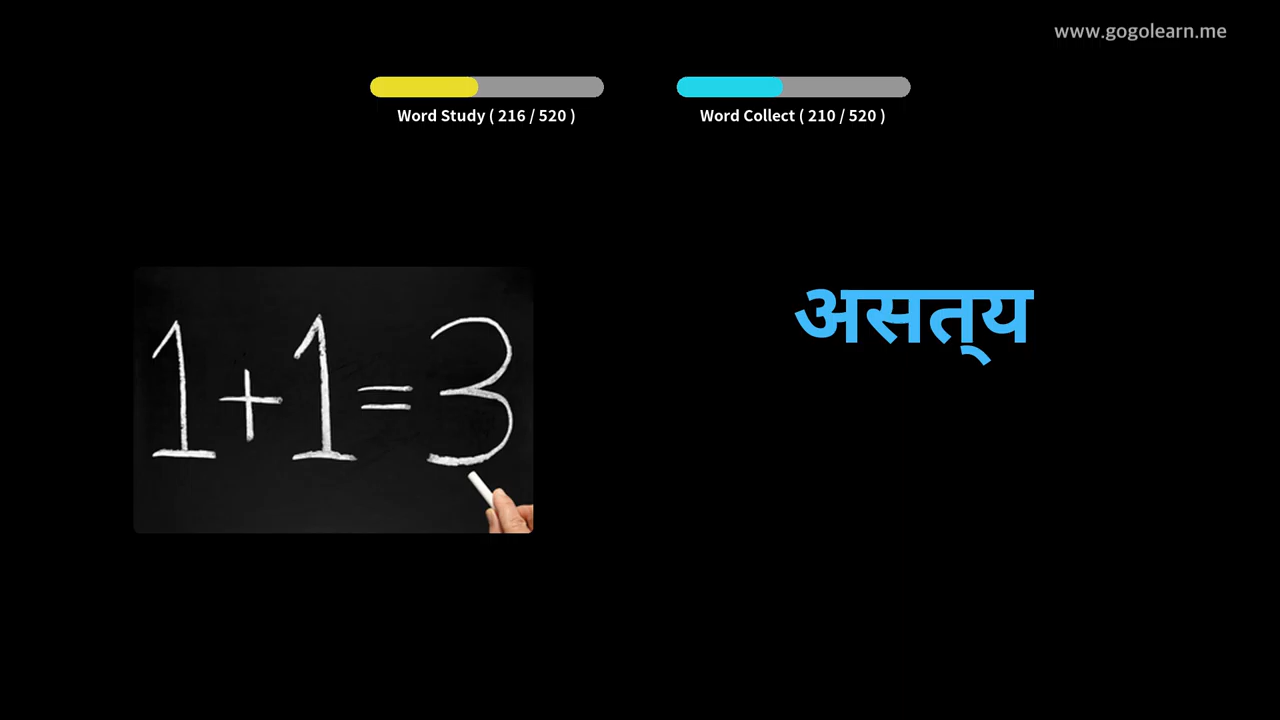 www.gogolearn.me
Word Study ( 216 / 520 )
Word Collect ( 210 / 520 )
1+1=3
असत्‌य